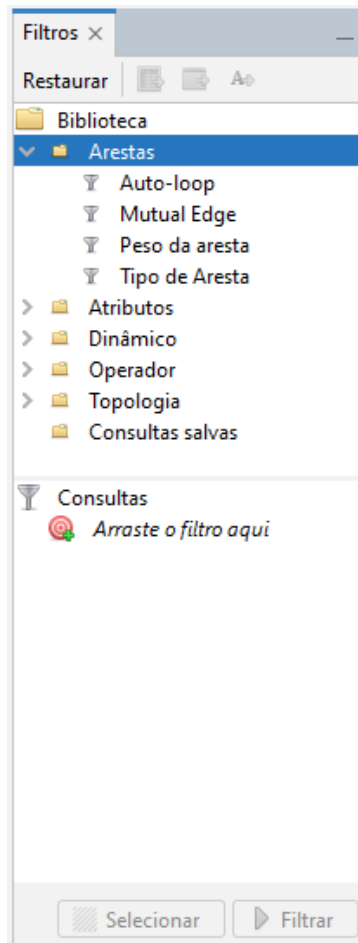 Filtros
Restaurar
Biblioteca
Arestas
Auto-loop
Mutual Edge
Peso da aresta
Tipo de Aresta
Atributos
Dinâmico
Operador
Topologia
Consultas salvas
Consultas
Arraste o filtro aqui
Selecionar Filtrar